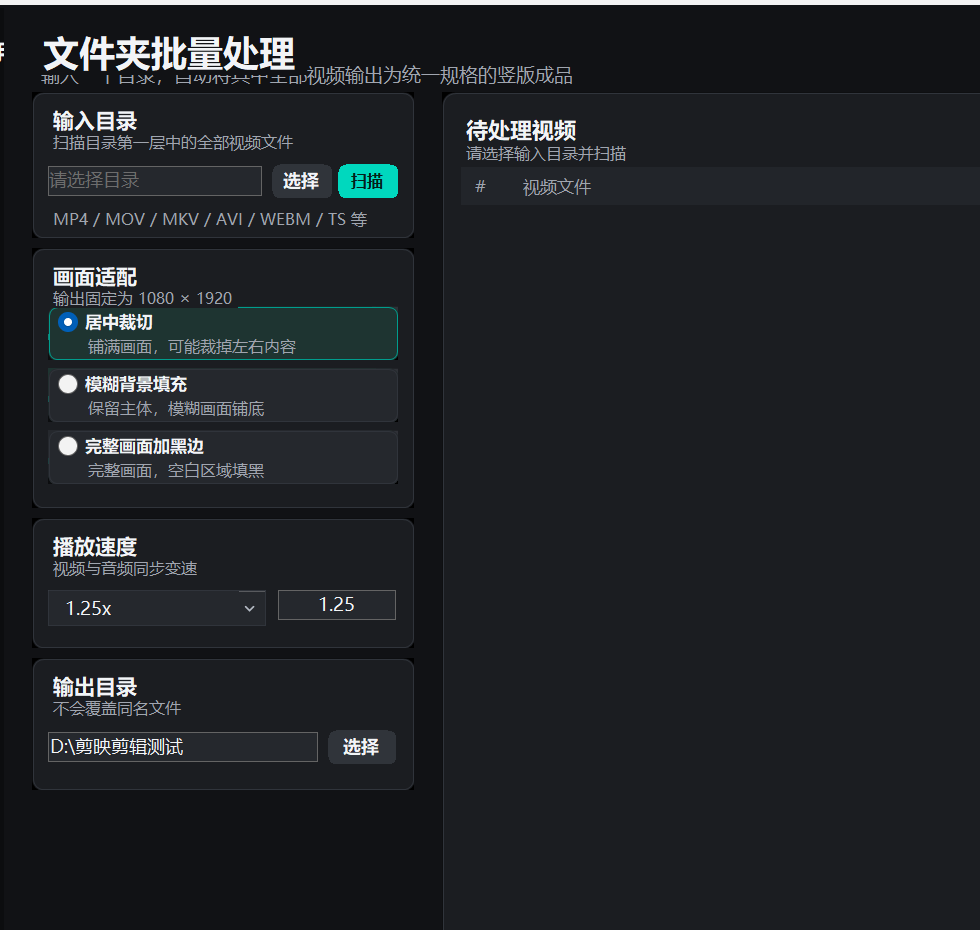 文件夹批量处理
输入一个目录，自动将其中全部视频输出为统一规格的竖版成品
输入目录
扫描目录第一层中的全部视频文件
请选择目录
选择
扫描
MP4 / MOV / MKV / AVI / WEBM / TS 等
画面适配
输出固定为 1080 × 1920
居中裁切
铺满画面，可能裁掉左右内容
模糊背景填充
保留主体，模糊画面铺底
完整画面加黑边
完整画面，空白区域填黑
播放速度
视频与音频同步变速
1.25x
1.25
输出目录
不会覆盖同名文件
D:\剪映剪辑测试
选择
待处理视频
请选择输入目录并扫描
# 视频文件